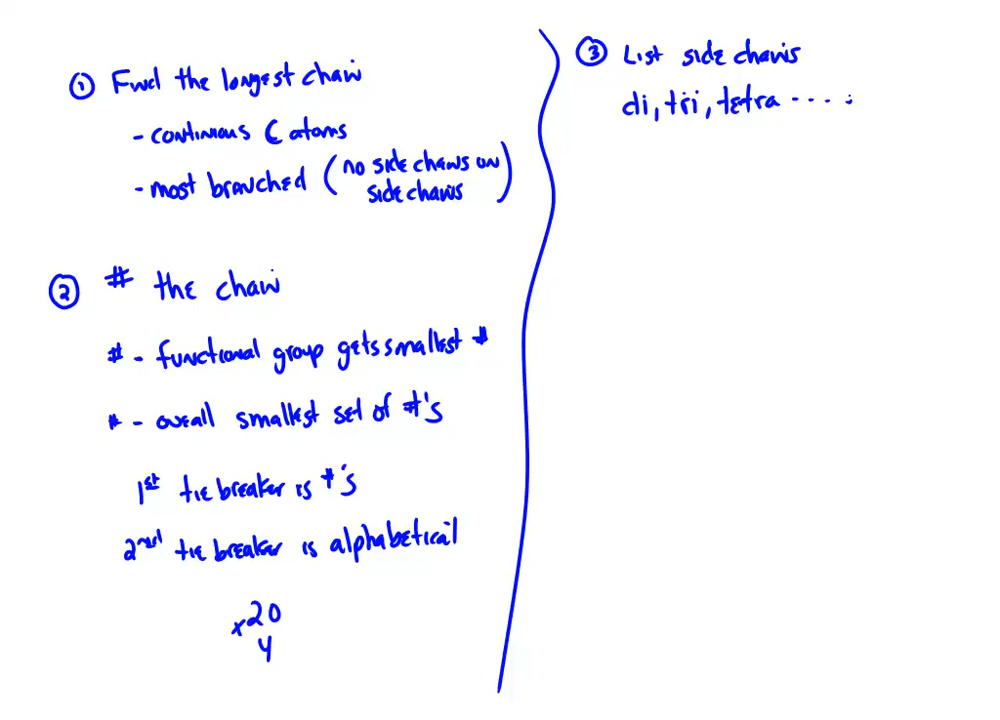 ① Find the longest chain
- continuous C atoms
- most branched (no side chains on side chains)
② # the chain
# - functional group gets smallest #
# - overall smallest set of #'s
1st tie breaker is #'s
2nd tie breaker is alphabetical
x20
4
③ List side chains
di, tri, tetra .....